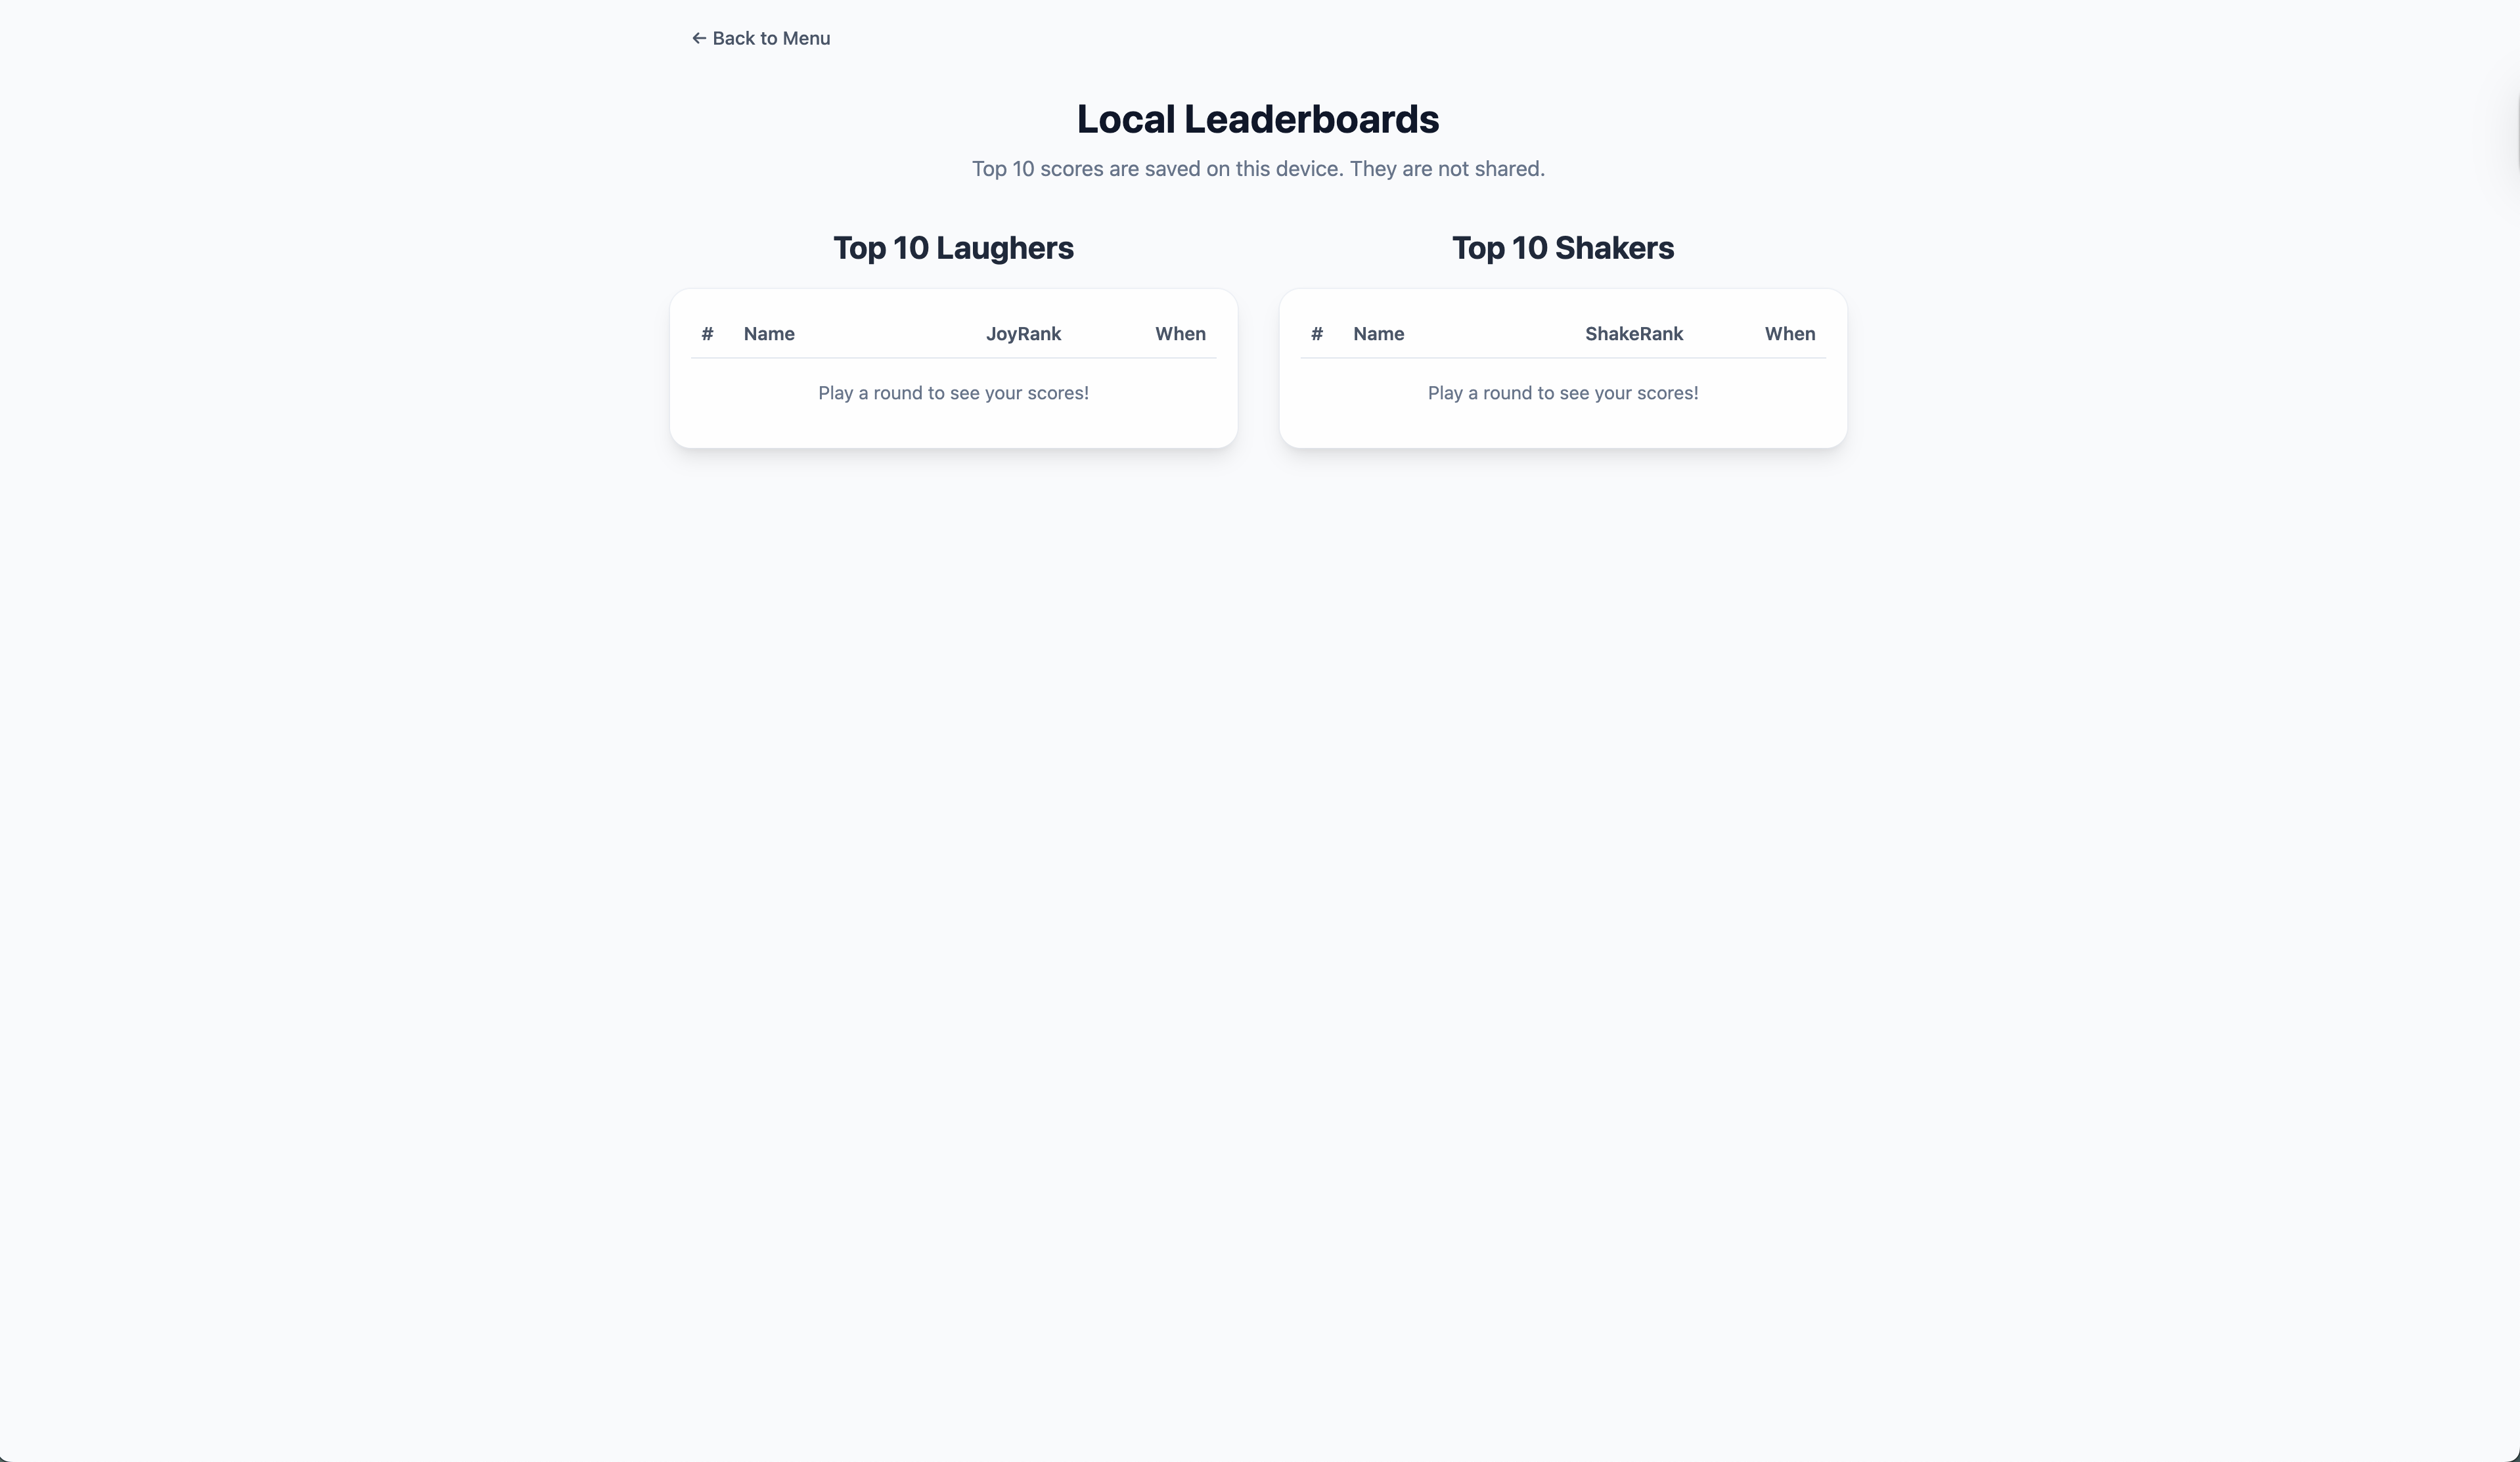 ← Back to Menu
Local Leaderboards
Top 10 scores are saved on this device. They are not shared.
Top 10 Laughers
# Name JoyRank When
Play a round to see your scores!
Top 10 Shakers
# Name ShakeRank When
Play a round to see your scores!